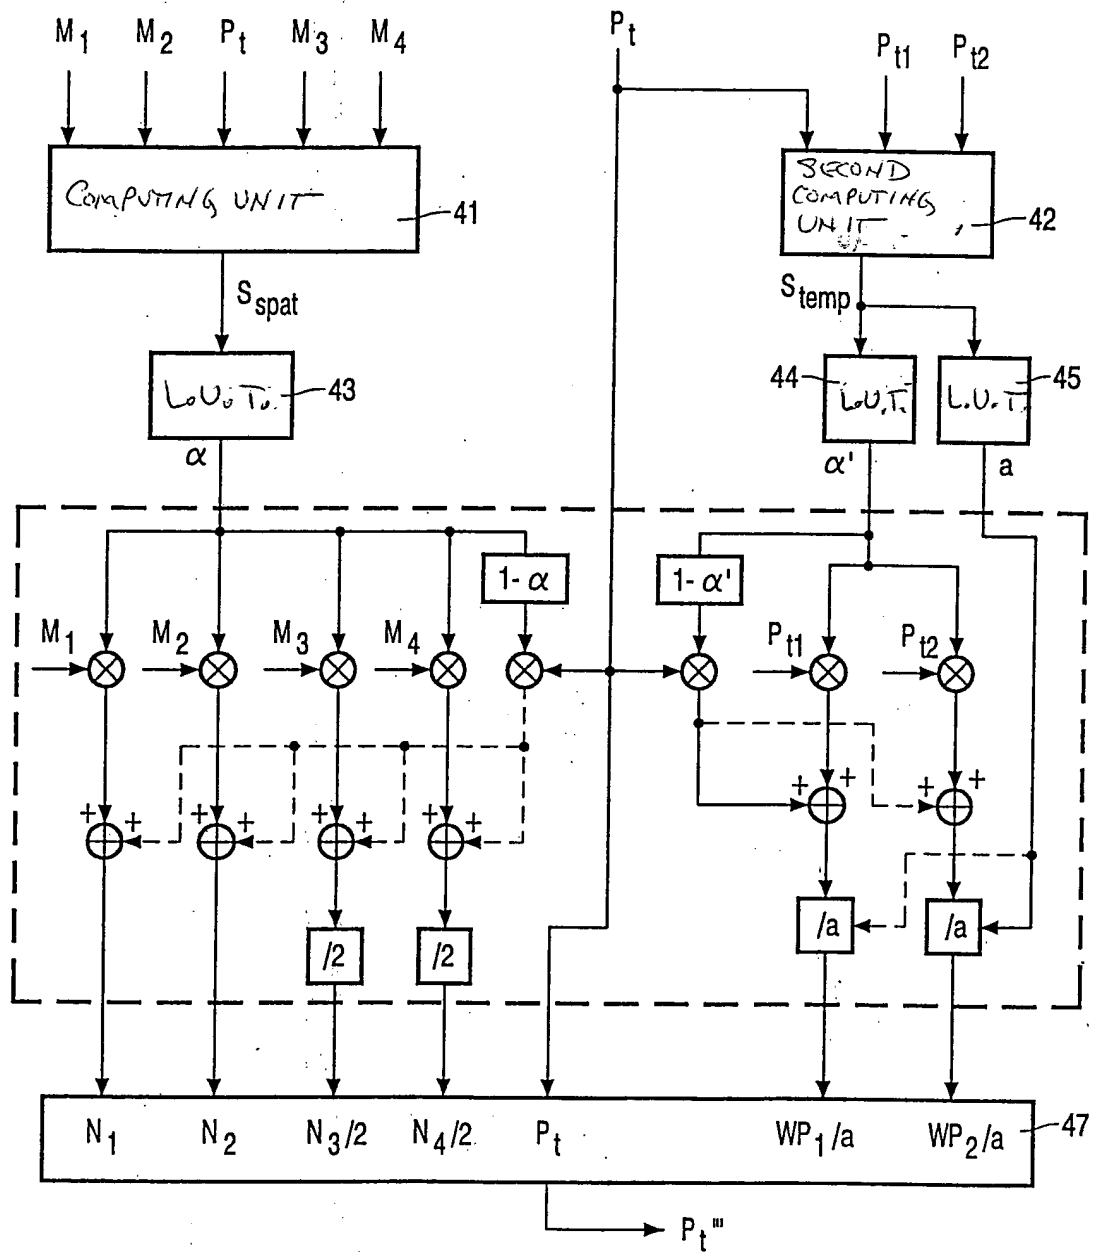 M1 M2 Pt M3 M4
Pt
Pt1 Pt2
COMPUTING UNIT 41
SECOND
COMPUTING
UNIT 42
Sspat
Stemp
L.U.T. 43
44 L.U.T.
L.U.T. 45
α
α'
a
1-α
1-α'
M1 M2 M3 M4
Pt1 Pt2
+ +
+ +
+ +
+ +
+ +
+ +
/2 /2
/a /a
N1 N2 N3/2 N4/2 Pt WP1/a WP2/a 47
Pt'''